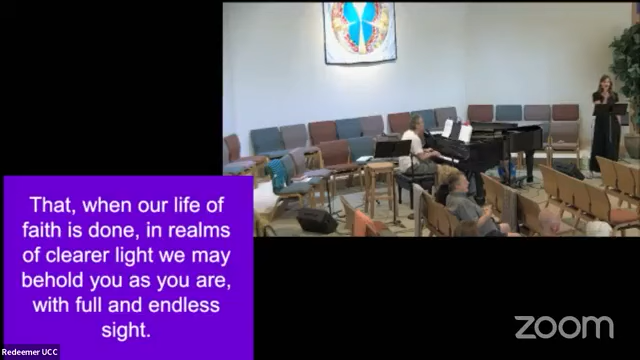 That, when our life of
faith is done, in realms
of clearer light we may
behold you as you are,
with full and endless
sight.
Redeemer UCC
zoom